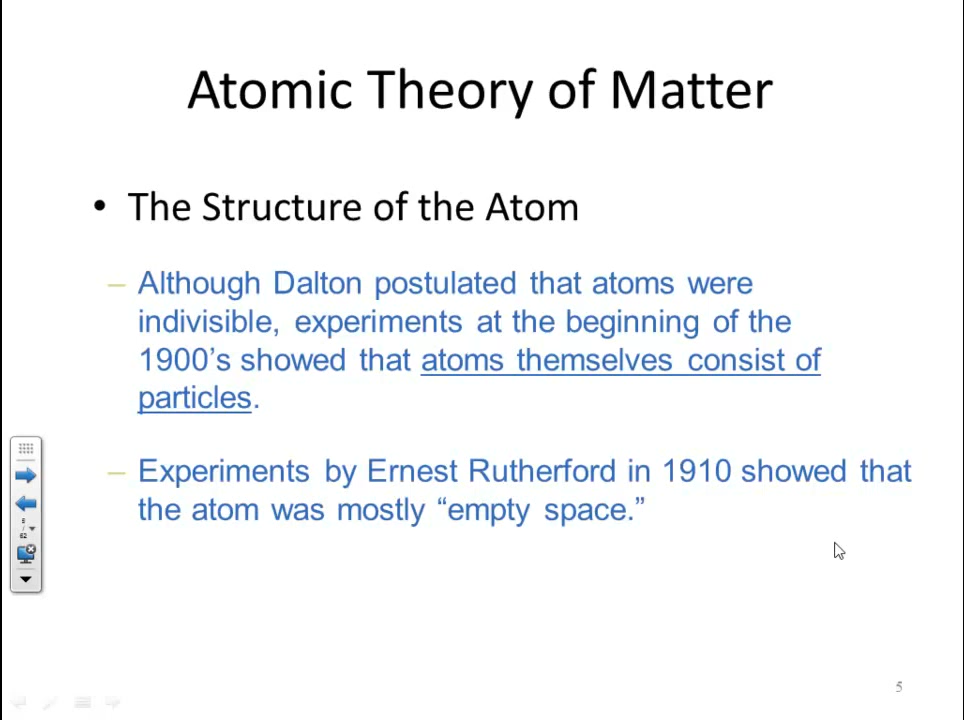 Atomic Theory of Matter
• The Structure of the Atom
– Although Dalton postulated that atoms were
indivisible, experiments at the beginning of the
1900’s showed that atoms themselves consist of
particles.
– Experiments by Ernest Rutherford in 1910 showed that
the atom was mostly “empty space.”
8
/
62
5